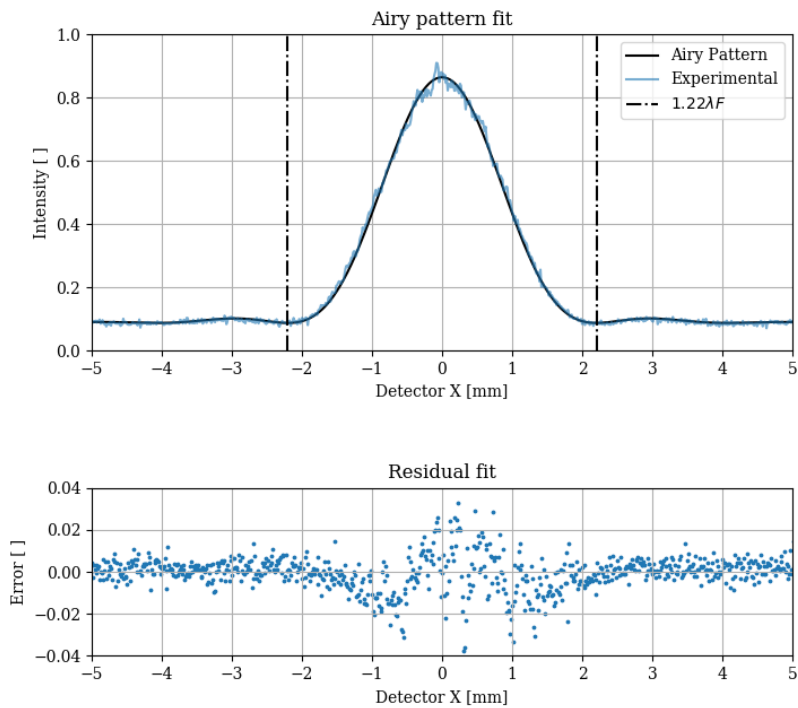 Airy pattern fit
1.0
0.8
0.6
0.4
0.2
0.0
Intensity [ ]
Airy Pattern
Experimental
1.22λF
−5 −4 −3 −2 −1 0 1 2 3 4 5
Detector X [mm]
Residual fit
0.04
0.02
0.00
−0.02
−0.04
Error [ ]
−5 −4 −3 −2 −1 0 1 2 3 4 5
Detector X [mm]